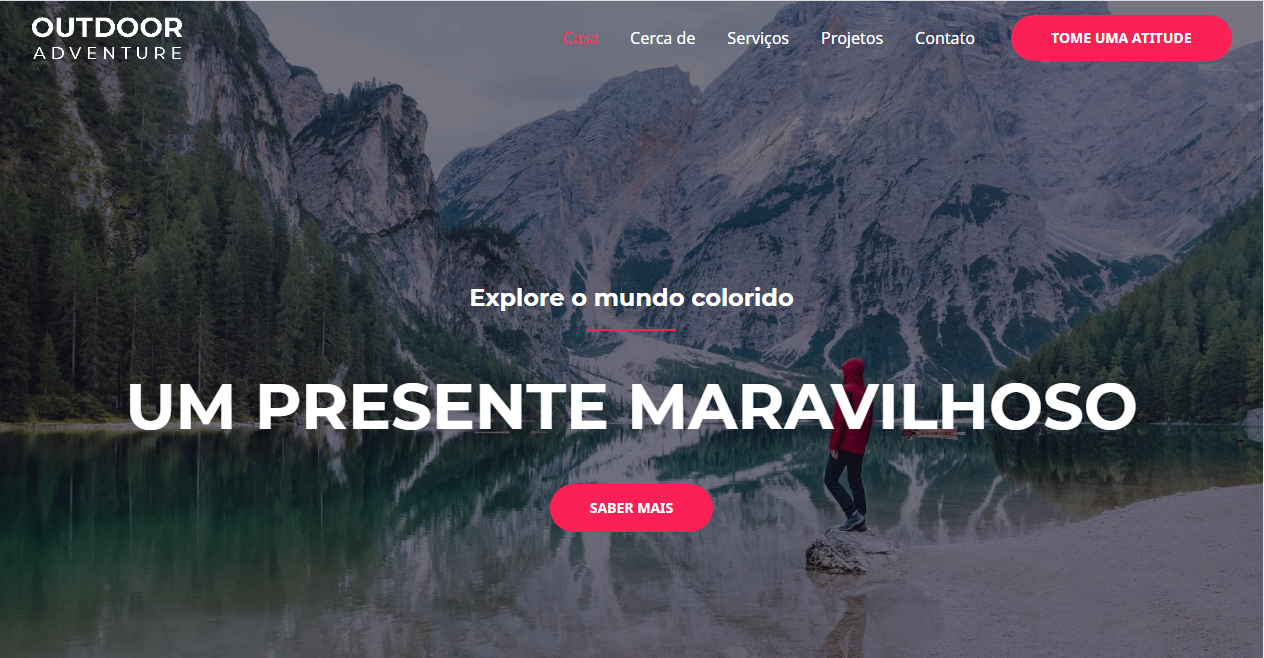 OUTDOOR
ADVENTURE
Casa Cerca de Serviços Projetos Contato TOME UMA ATITUDE
Explore o mundo colorido
UM PRESENTE MARAVILHOSO
SABER MAIS